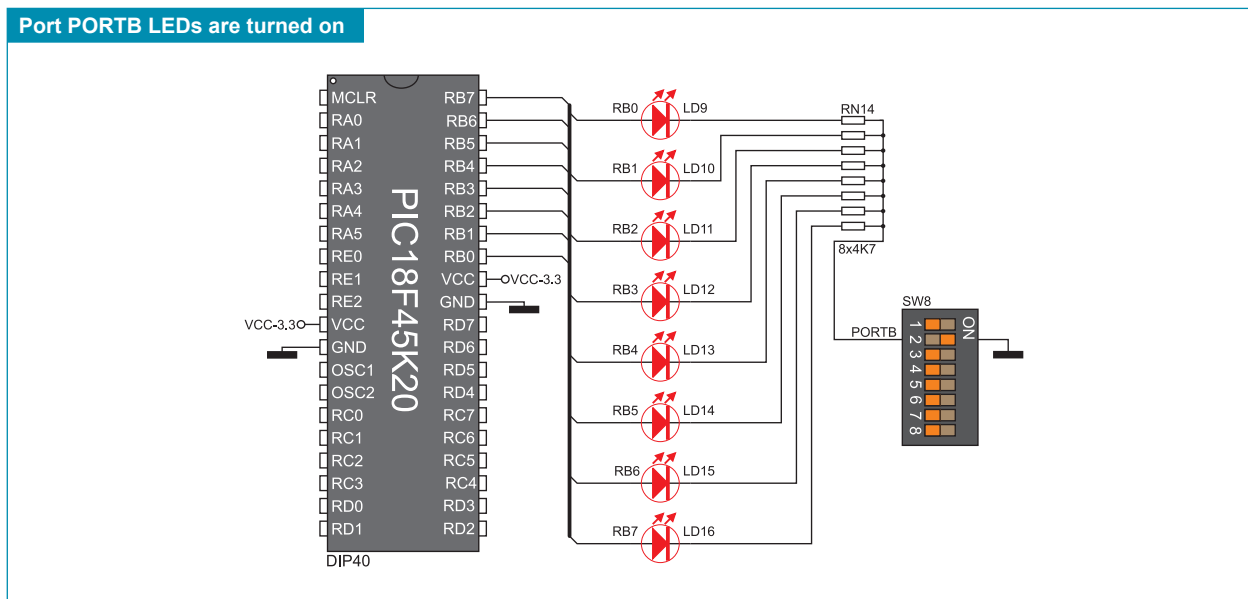 Port PORTB LEDs are turned on
MCLR RB7
RA0 RB6
RA1 RB5
RA2 RB4
RA3 RB3
RA4 RB2
RA5 RB1
RE0 RB0
RE1 VCC VCC-3.3
RE2 GND
VCC-3.3 VCC RD7
GND RD6
OSC1 RD5
OSC2 RD4
RC0 RC7
RC1 RC6
RC2 RC5
RC3 RC4
RD0 RD3
RD1 RD2
PIC18F45K20
DIP40
RB0 LD9
RB1 LD10
RB2 LD11
RB3 LD12
RB4 LD13
RB5 LD14
RB6 LD15
RB7 LD16
RN14
8x4K7
SW8
PORTB
ON
1
2
3
4
5
6
7
8